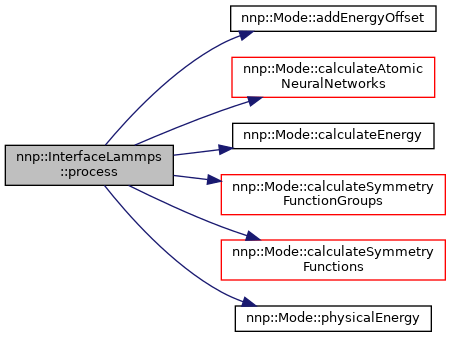 nnp::InterfaceLammps
::process
nnp::Mode::addEnergyOffset
nnp::Mode::calculateAtomic
NeuralNetworks
nnp::Mode::calculateEnergy
nnp::Mode::calculateSymmetry
FunctionGroups
nnp::Mode::calculateSymmetry
Functions
nnp::Mode::physicalEnergy